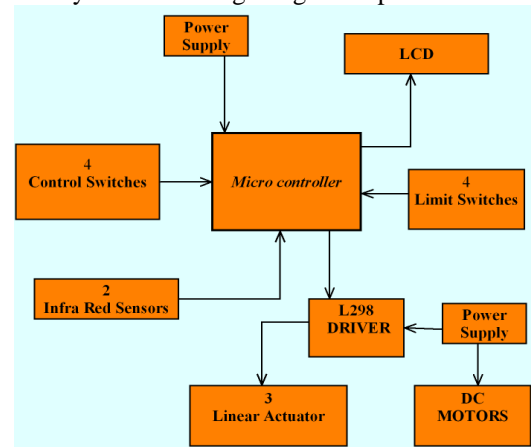 Power
Supply
LCD
4
Control Switches
Micro controller
4
Limit Switches
2
Infra Red Sensors
L298
DRIVER
Power
Supply
3
Linear Actuator
DC
MOTORS